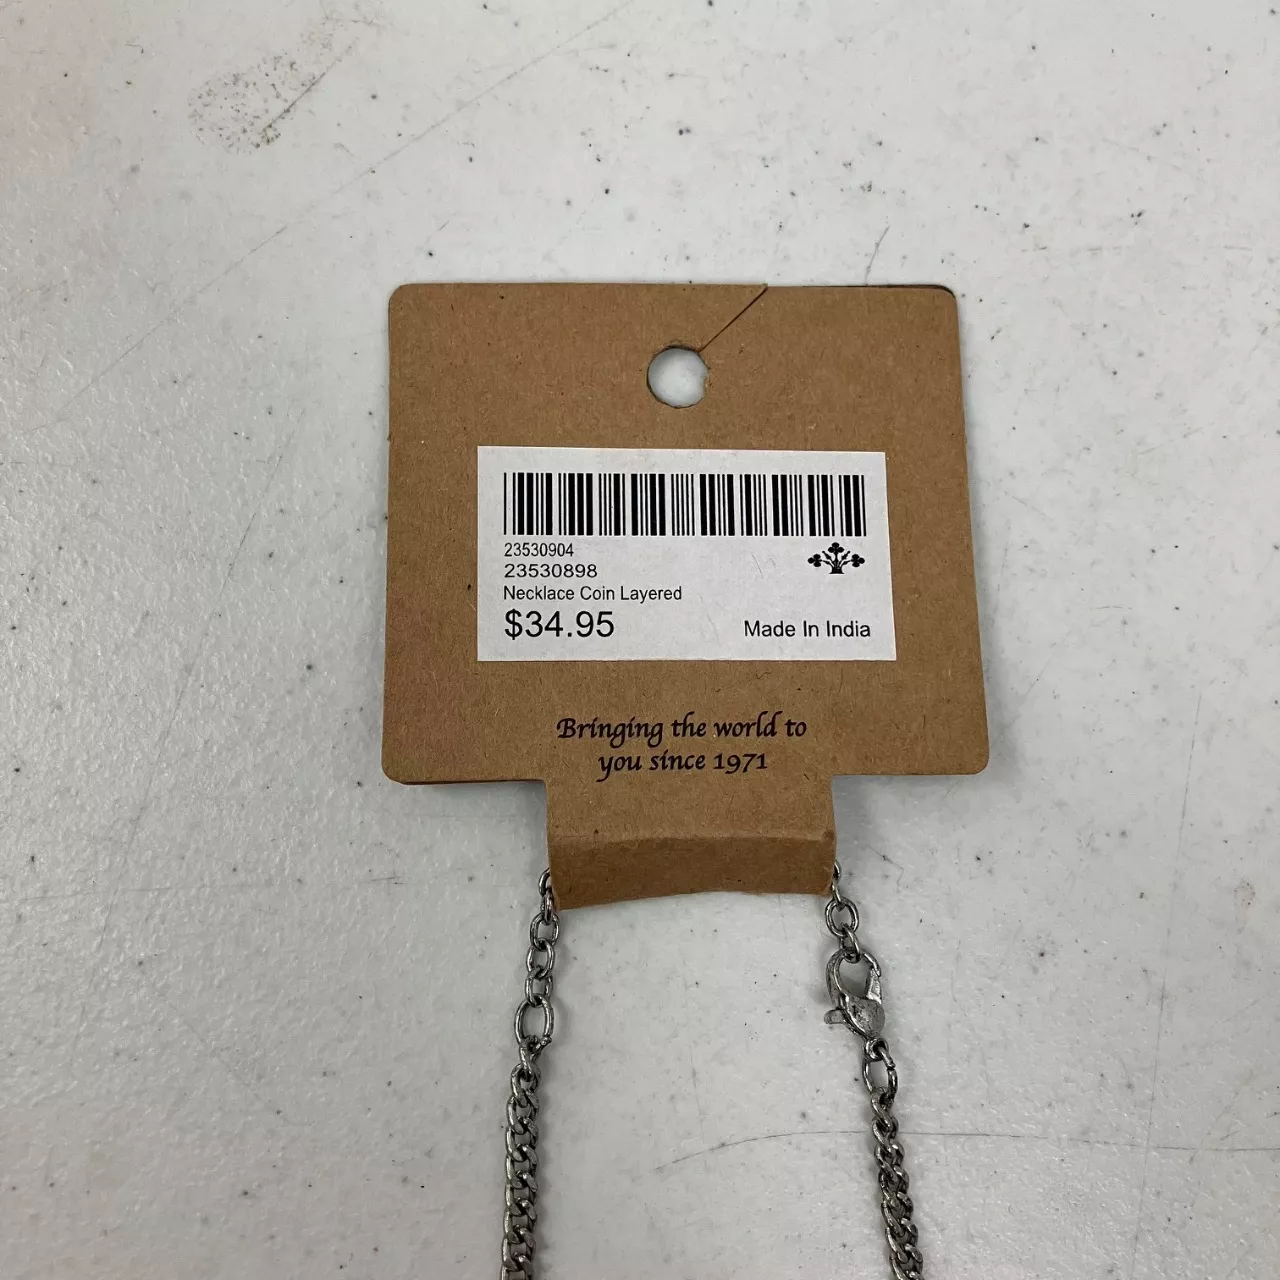 23530904
23530898
Necklace Coin Layered
$34.95
Made In India
Bringing the world to
you since 1971